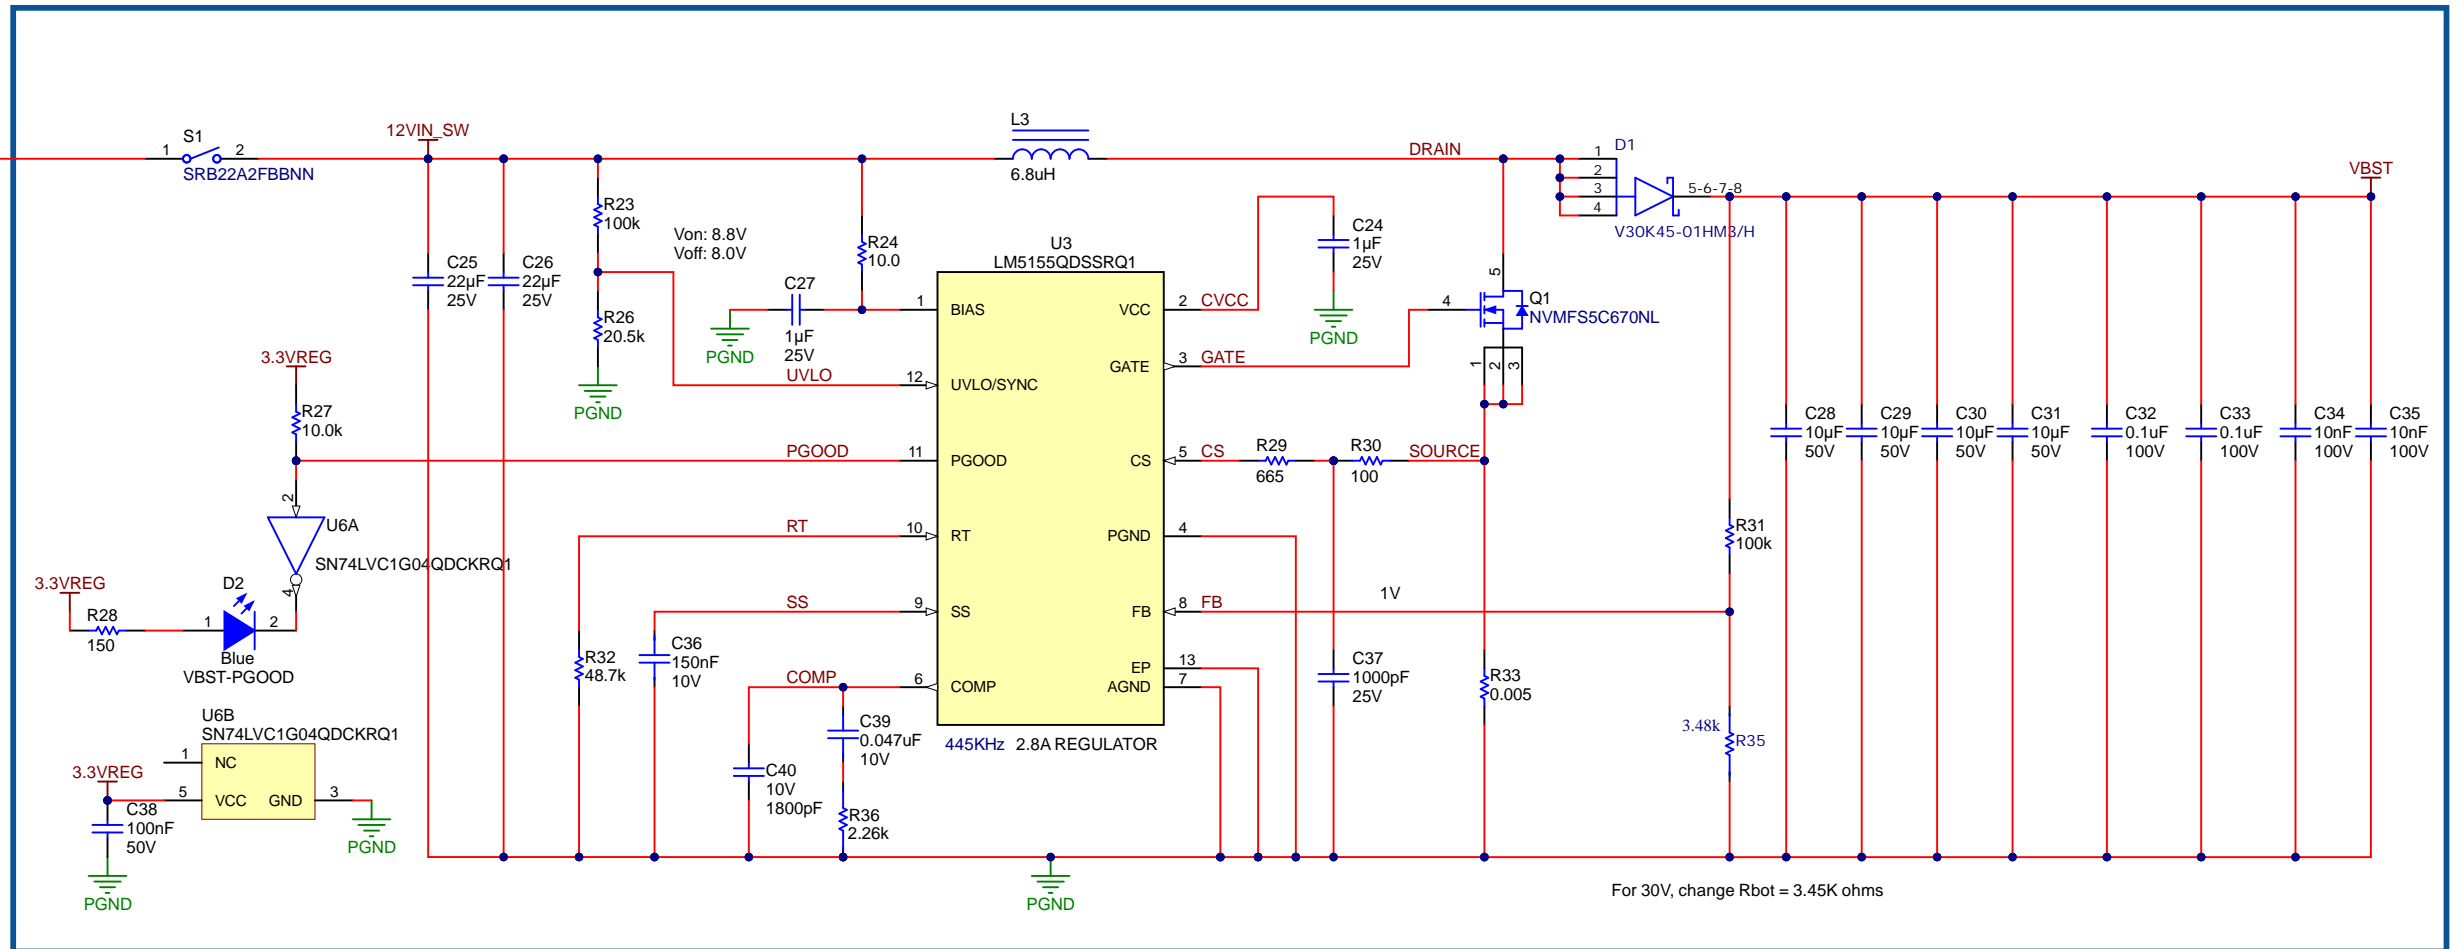 S1
1 2
SRB22A2FBBNN
12VIN_SW
L3
6.8uH
DRAIN
D1
1
2
3
4
5-6-7-8
V30K45-01HM3/H
VBST
R23
100k
Von: 8.8V
Voff: 8.0V
R24
10.0
C24
1µF
25V
PGND
C25
22µF
25V
C26
22µF
25V
R26
20.5k
PGND
C27
1µF
25V
PGND
UVLO
U3
LM5155QDSSRQ1
1 BIAS
12 UVLO/SYNC
11 PGOOD
10 RT
9 SS
6 COMP
VCC 2 CVCC
GATE 3 GATE
CS 5 CS
PGND 4
FB 8 FB
EP 13
AGND 7
445KHz 2.8A REGULATOR
4
5
Q1
NVMFS5C670NL
1
2
3
R29
665
R30
100
SOURCE
1V
3.3VREG
R27
10.0k
PGOOD
2
U6A
SN74LVC1G04QDCKRQ1
4
3.3VREG
R28
150
D2
1 2
Blue
VBST-PGOOD
RT
SS
COMP
R32
48.7k
C36
150nF
10V
C39
0.047uF
10V
C40
10V
1800pF
R36
2.26k
C37
1000pF
25V
R33
0.005
R31
100k
3.48k
R35
C28
10µF
50V
C29
10µF
50V
C30
10µF
50V
C31
10µF
50V
C32
0.1uF
100V
C33
0.1uF
100V
C34
10nF
100V
C35
10nF
100V
U6B
SN74LVC1G04QDCKRQ1
1 NC
5 VCC GND 3
3.3VREG
C38
100nF
50V
PGND
PGND
PGND
For 30V, change Rbot = 3.45K ohms